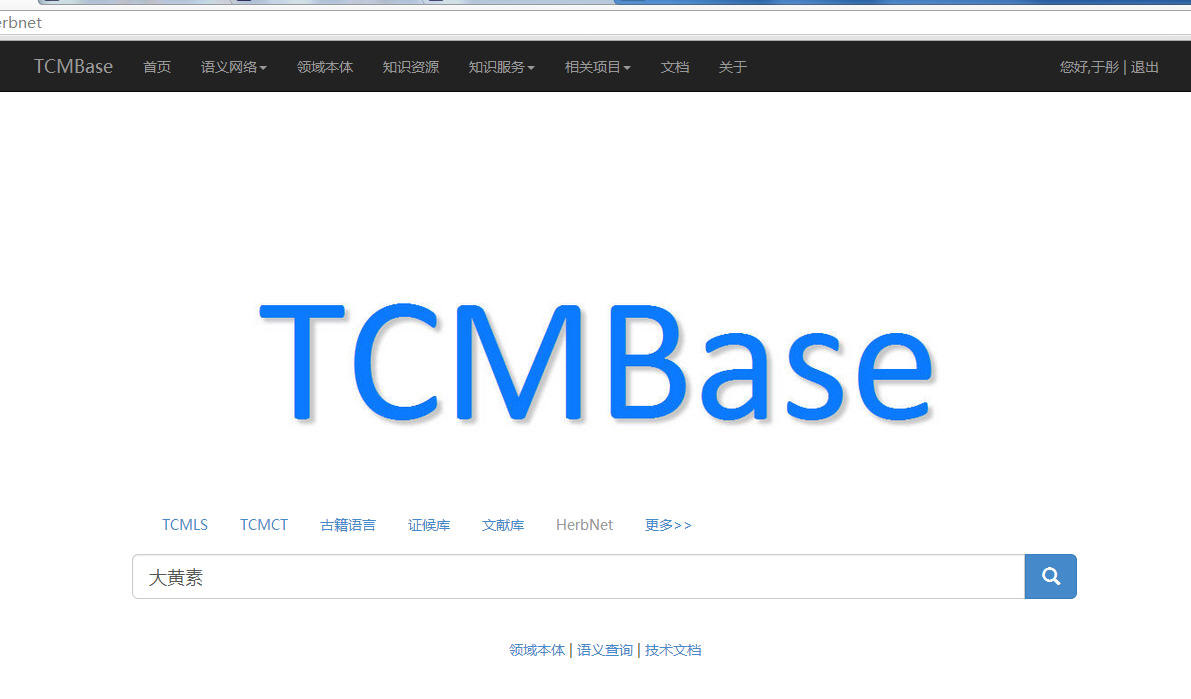 erbnet
TCMBase 首页 语义网络 领域本体 知识资源 知识服务 相关项目 文档 关于 您好,于彤 | 退出
TCMBase
TCMLS TCMCT 古籍语言 证候库 文献库 HerbNet 更多>>
大黄素
领域本体 | 语义查询 | 技术文档